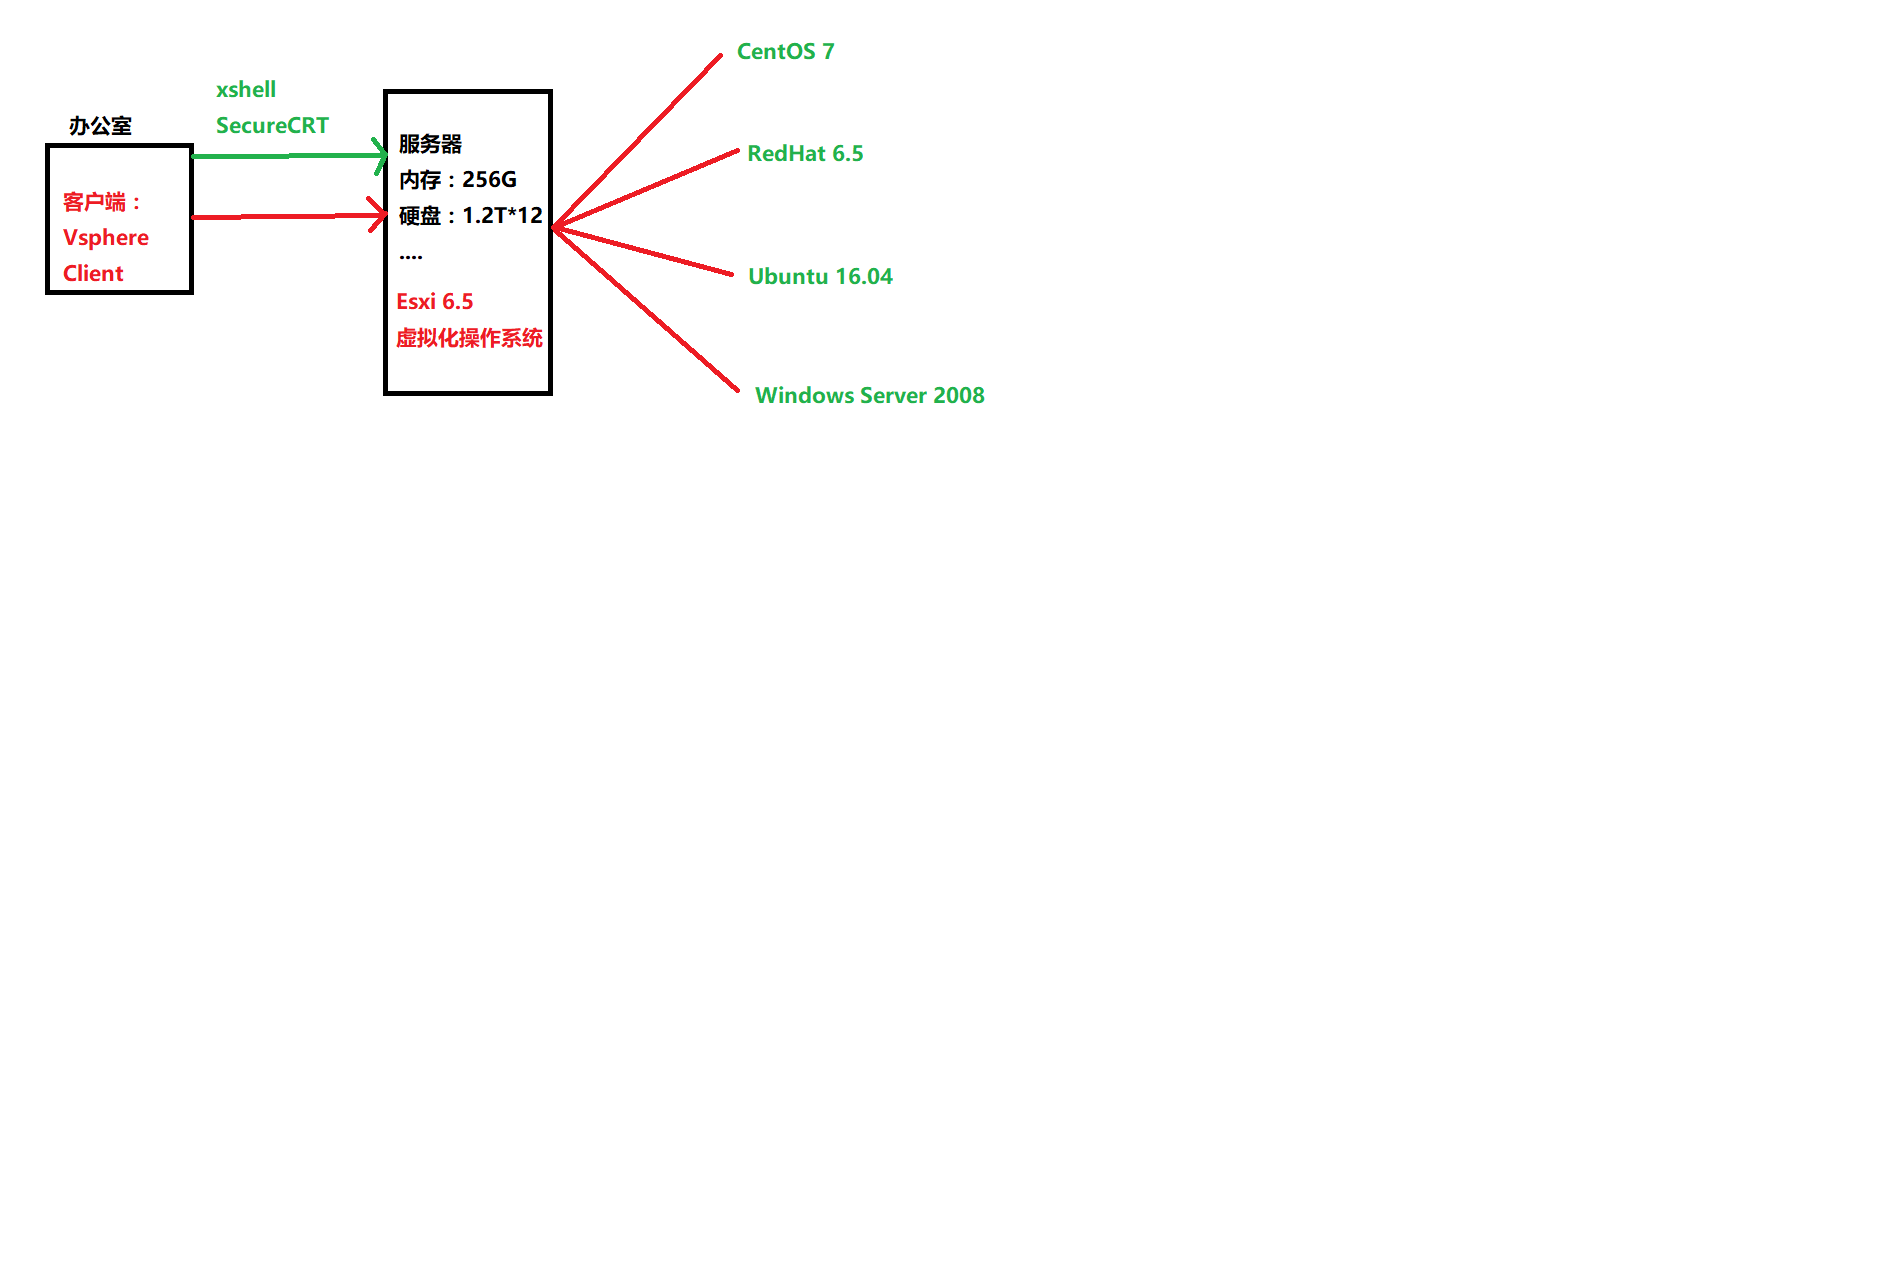 办公室
客户端：
Vsphere
Client
xshell
SecureCRT
服务器
内存：256G
硬盘：1.2T*12
....
Esxi 6.5
虚拟化操作系统
CentOS 7
RedHat 6.5
Ubuntu 16.04
Windows Server 2008